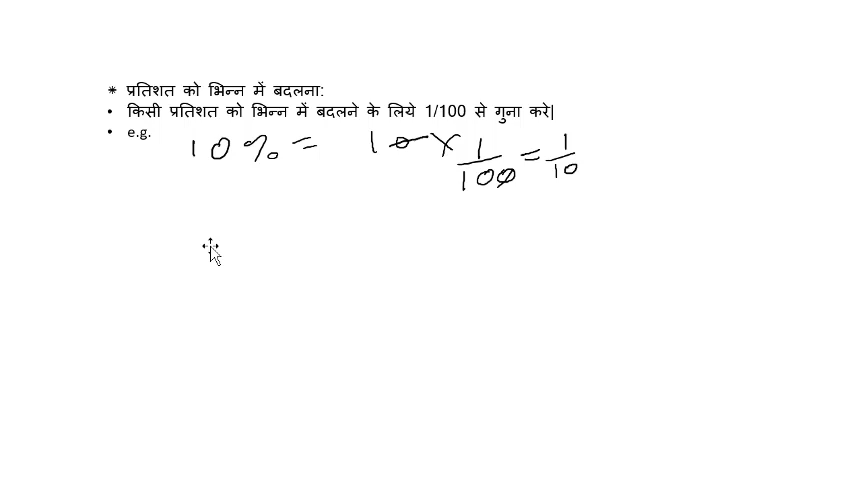 * प्रतिशत को भिन्न में बदलना:
• किसी प्रतिशत को भिन्न में बदलने के लिये 1/100 से गुना करे|
• e.g. 10% = 10 × 1/100 = 1/10